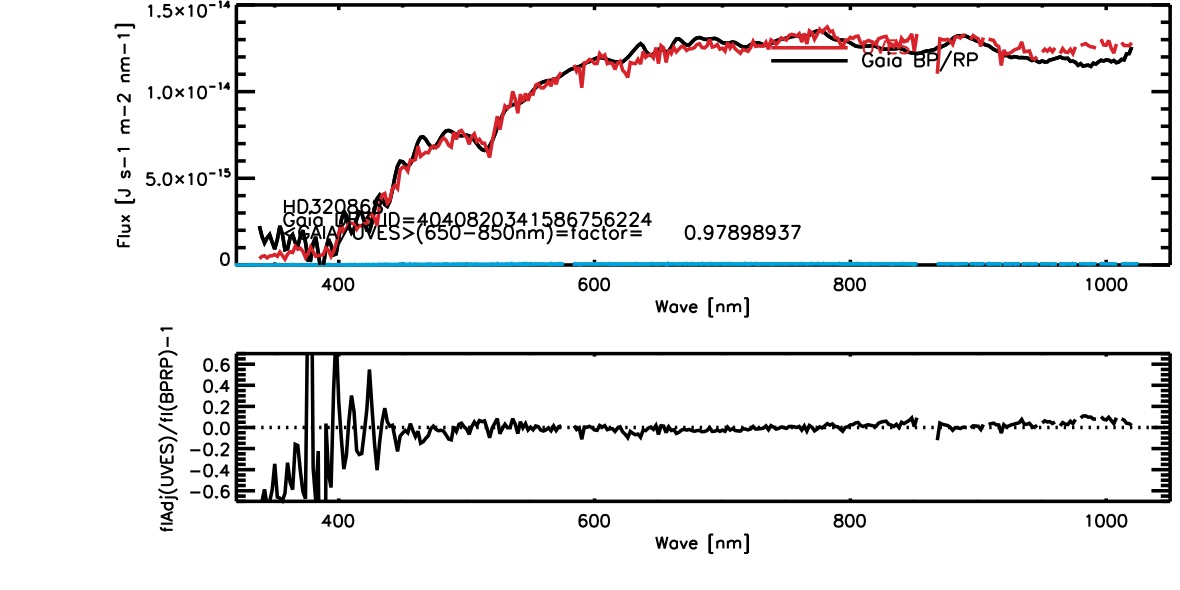 Flux [J s−1 m−2 nm−1]
1.5×10−14
1.0×10−14
5.0×10−15
0
UVES
Gaia BP/RP
HD320868
Gaia ID=4040820341586756224
<GAIA/UVES>(650−850nm)=factor= 0.97898937
400 600 800 1000
Wave [nm]
flAdj(UVES)/fl(BPRP)−1
0.6
0.4
0.2
0.0
−0.2
−0.4
−0.6
400 600 800 1000
Wave [nm]